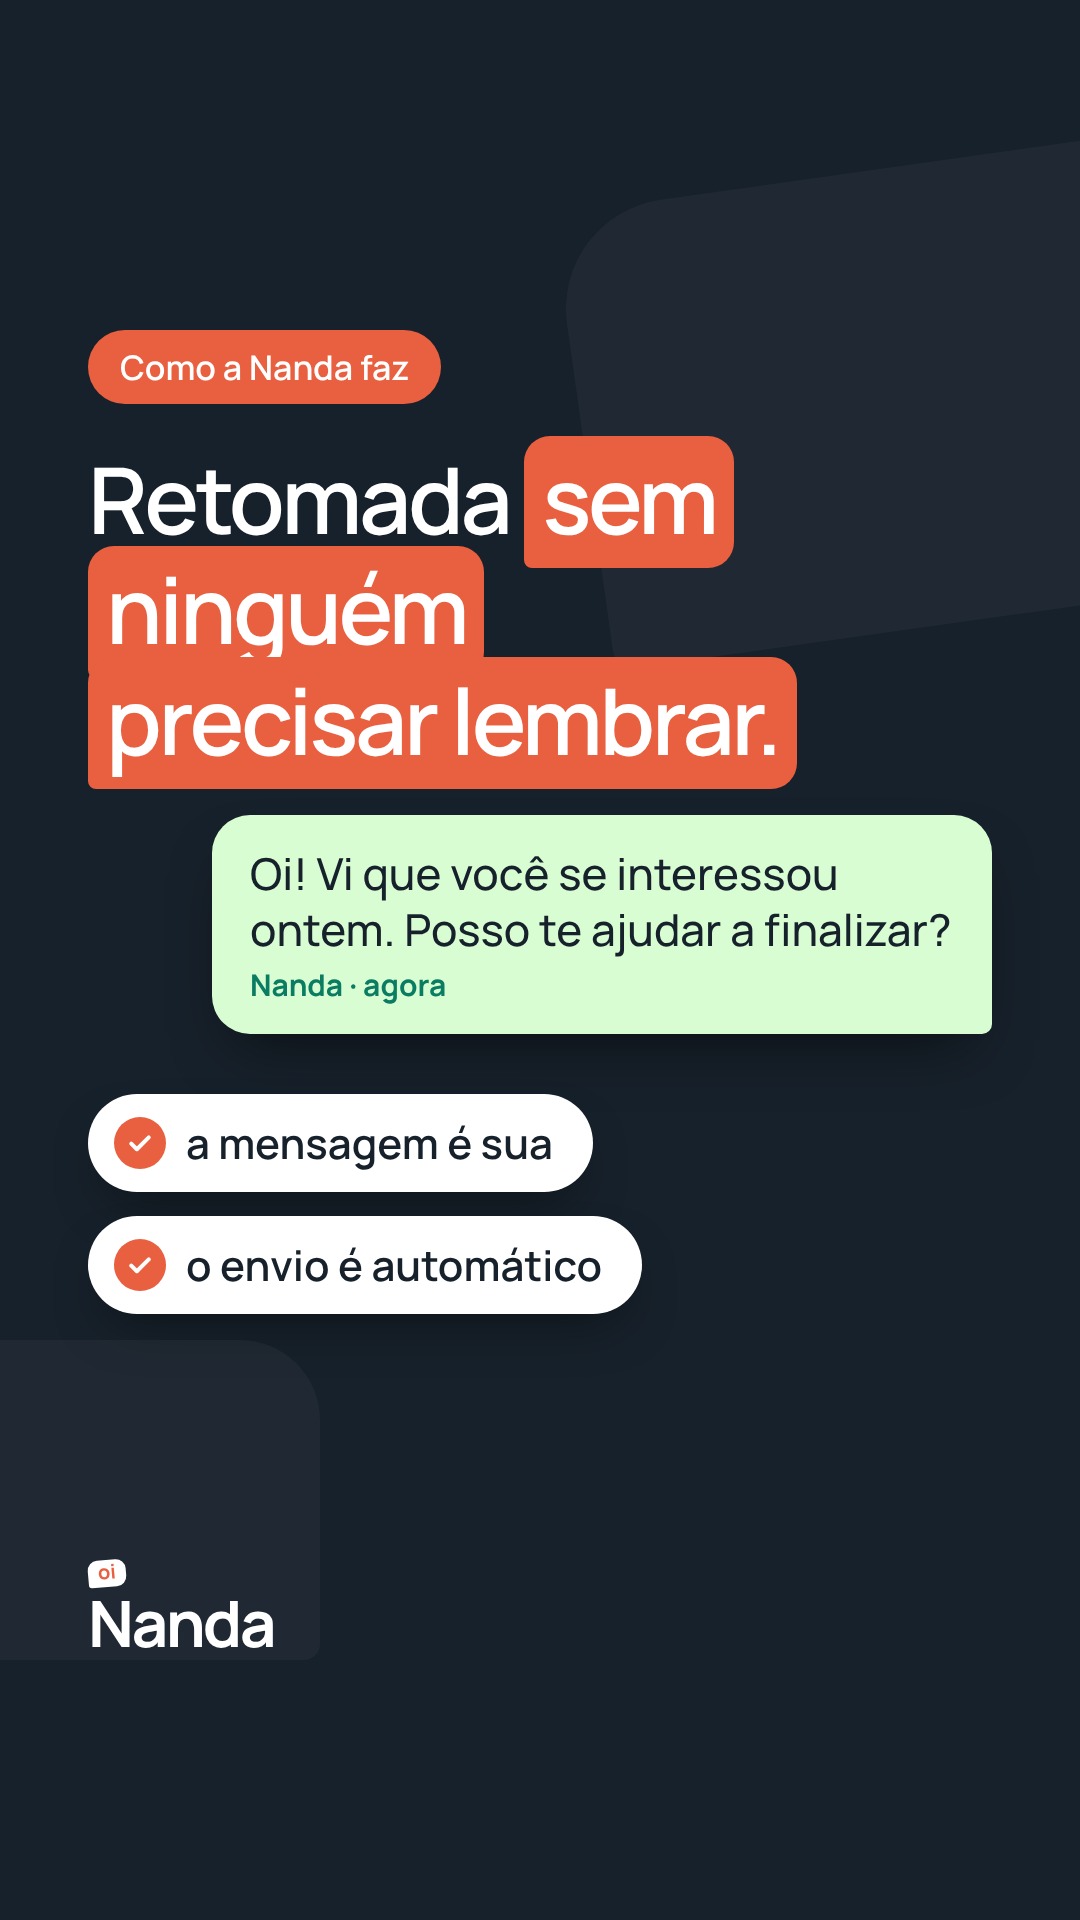 Como a Nanda faz
Retomada sem
ninguém
precisar lembrar.
Oi! Vi que você se interessou
ontem. Posso te ajudar a finalizar?
Nanda · agora
a mensagem é sua
o envio é automático
oi
Nanda